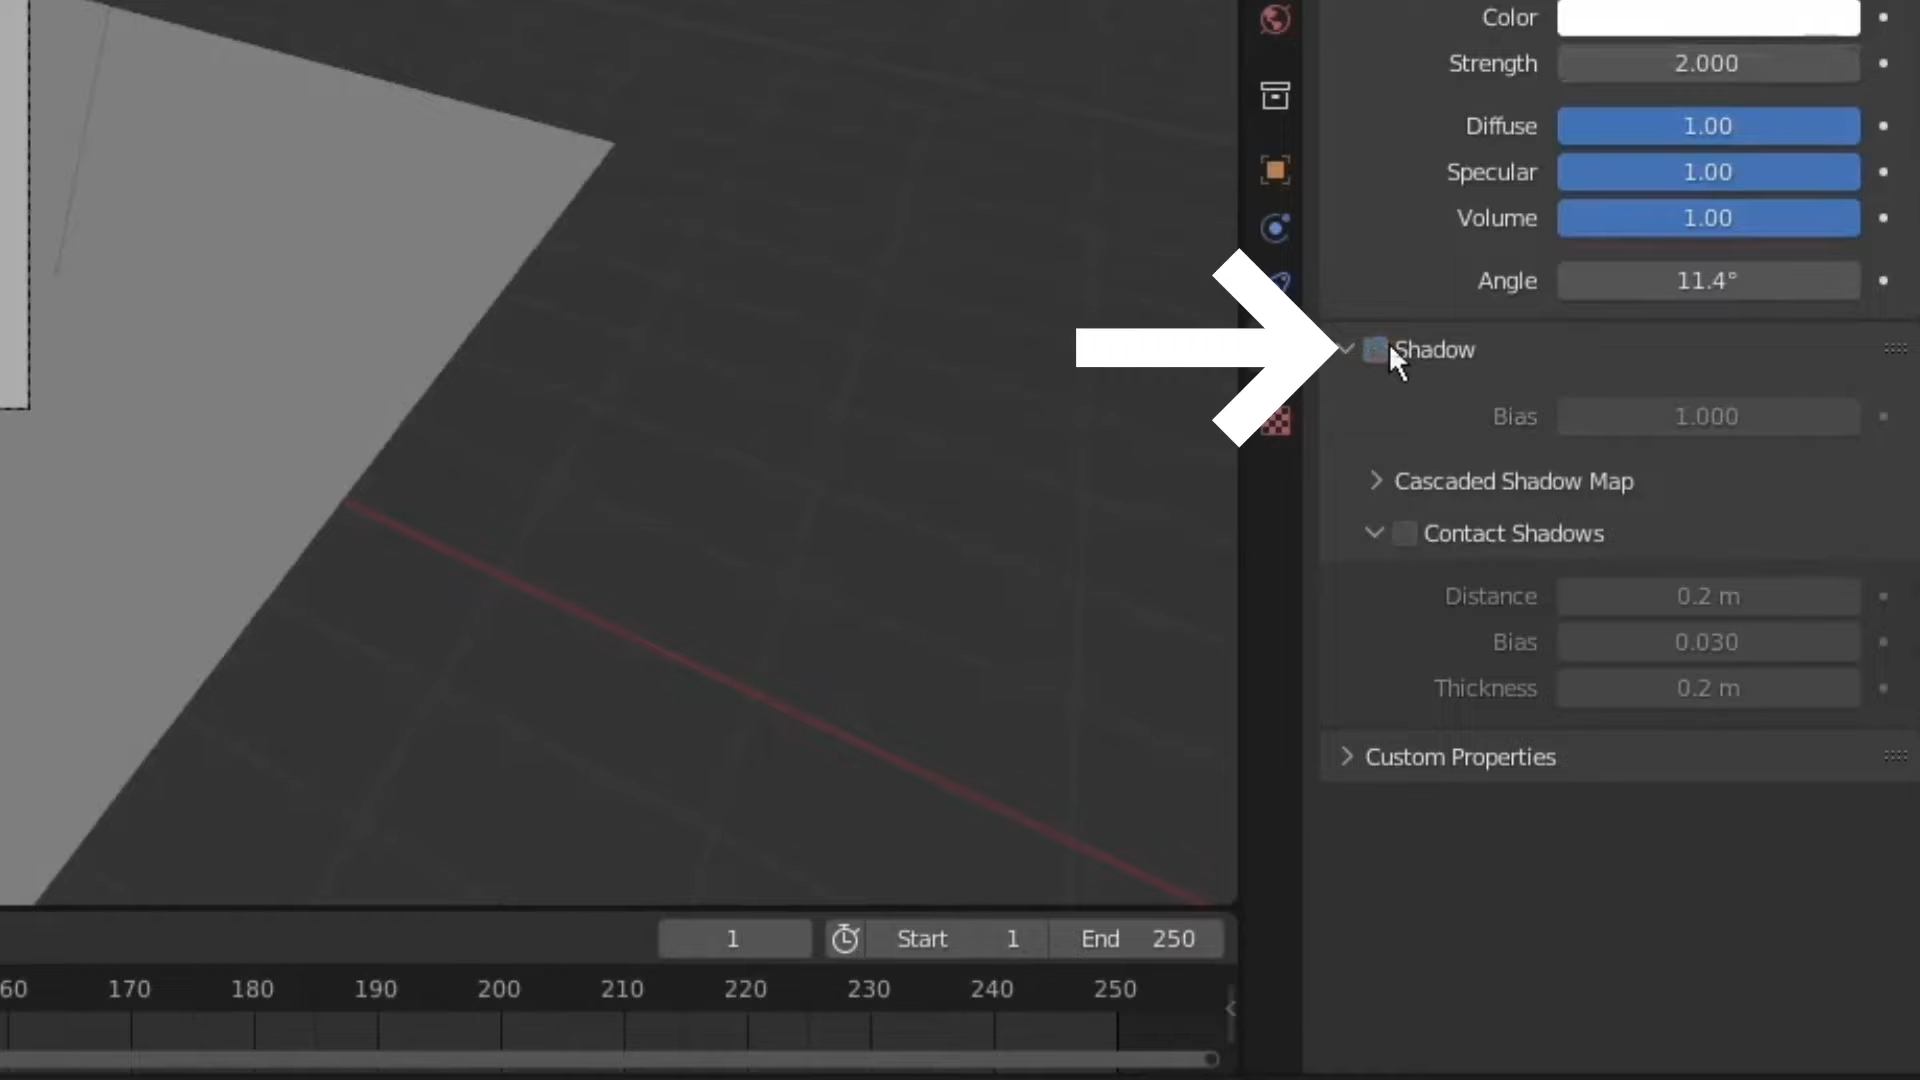 Color
Strength 2.000
Diffuse 1.00
Specular 1.00
Volume 1.00
Angle 11.4°
Shadow
Bias 1.000
Cascaded Shadow Map
Contact Shadows
Distance 0.2 m
Bias 0.030
Thickness 0.2 m
Custom Properties
1 Start 1 End 250
60 170 180 190 200 210 220 230 240 250